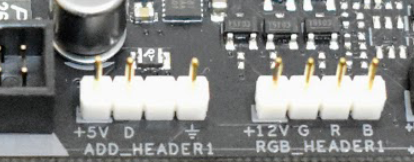 +5V D ⏚ +12V G R B
ADD_HEADER1 RGB_HEADER1